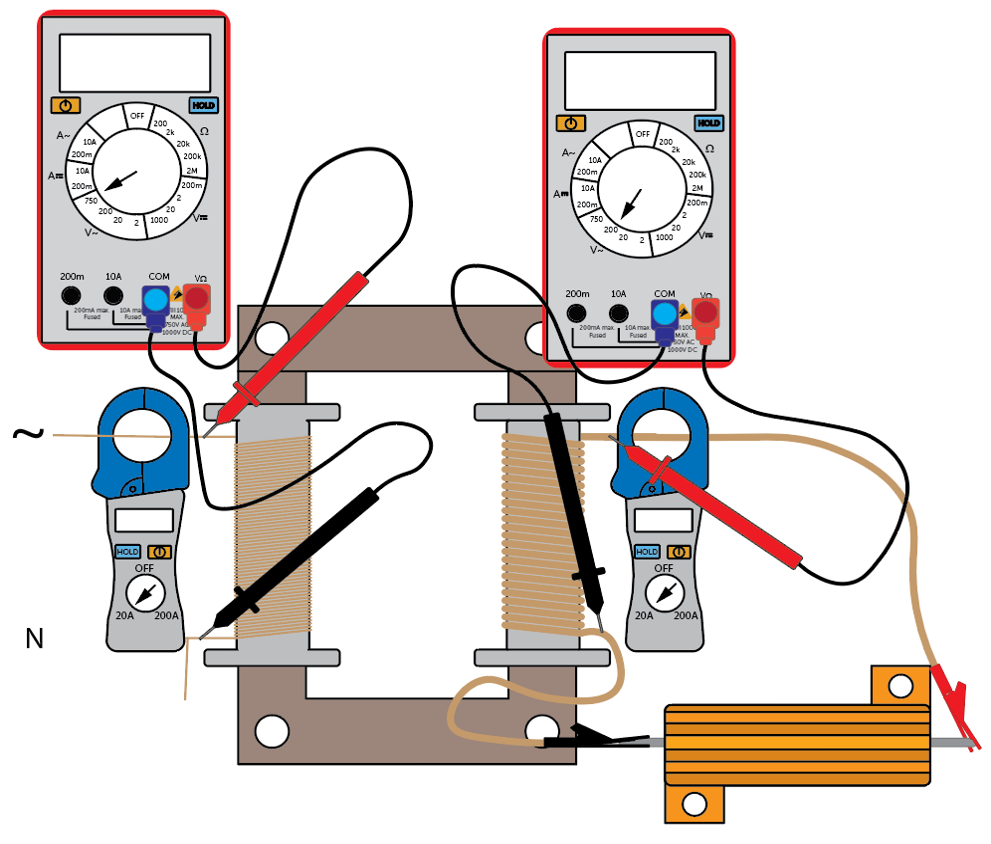 HOLD
OFF
A~
10A
200m
A
10A
200m
750
200
20
2
V~
200
2k
20k
200k
2M
Ω
200m
2
20
1000
V
200m
10A
COM
VΩ
200mA max.
Fused
10A max.
Fused
MAX.
750V AC
1000V DC
HOLD
OFF
A~
10A
200m
A
10A
200m
750
200
20
2
V~
200
2k
20k
200k
2M
Ω
200m
2
20
1000
V
200m
10A
COM
VΩ
200mA max.
Fused
10A max.
Fused
MAX.
750V AC
1000V DC
~
HOLD
OFF
20A
200A
N
HOLD
OFF
20A
200A